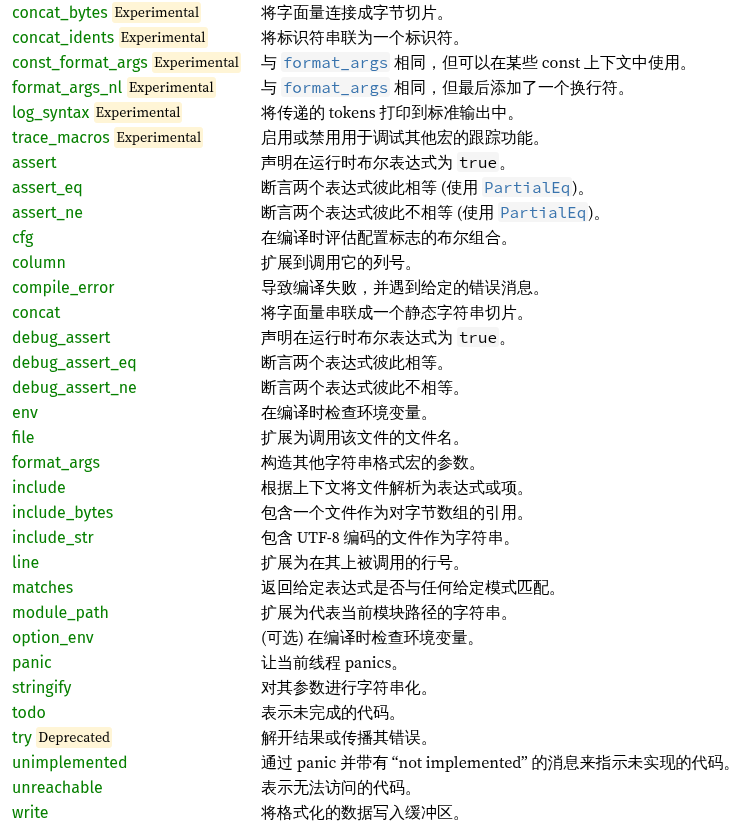 concat_bytes Experimental 将字面量连接成字节切片。
concat_idents Experimental 将标识符串联为一个标识符。
const_format_args Experimental 与 format_args 相同，但可以在某些 const 上下文中使用。
format_args_nl Experimental 与 format_args 相同，但最后添加了一个换行符。
log_syntax Experimental 将传递的 tokens 打印到标准输出中。
trace_macros Experimental 启用或禁用用于调试其他宏的跟踪功能。
assert 声明在运行时布尔表达式为 true。
assert_eq 断言两个表达式彼此相等 (使用 PartialEq)。
assert_ne 断言两个表达式彼此不相等 (使用 PartialEq)。
cfg 在编译时评估配置标志的布尔组合。
column 扩展到调用它的列号。
compile_error 导致编译失败，并遇到给定的错误消息。
concat 将字面量串联成一个静态字符串切片。
debug_assert 声明在运行时布尔表达式为 true。
debug_assert_eq 断言两个表达式彼此相等。
debug_assert_ne 断言两个表达式彼此不相等。
env 在编译时检查环境变量。
file 扩展为调用该文件的文件名。
format_args 构造其他字符串格式宏的参数。
include 根据上下文将文件解析为表达式或项。
include_bytes 包含一个文件作为对字节数组的引用。
include_str 包含 UTF-8 编码的文件作为字符串。
line 扩展为在其上被调用的行号。
matches 返回给定表达式是否与任何给定模式匹配。
module_path 扩展为代表当前模块路径的字符串。
option_env (可选) 在编译时检查环境变量。
panic 让当前线程 panics。
stringify 对其参数进行字符串化。
todo 表示未完成的代码。
try Deprecated 解开结果或传播其错误。
unimplemented 通过 panic 并带有 “not implemented” 的消息来指示未实现的代码。
unreachable 表示无法访问的代码。
write 将格式化的数据写入缓冲区。